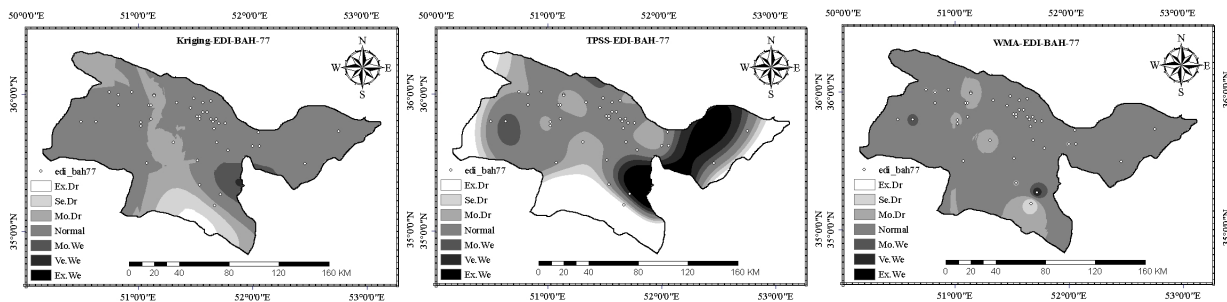 51°0'0"E 52°0'0"E 53°0'0"E
Kriging-EDI-BAH-77
N
W E
S
36°0'0"N
35°0'0"N
edi_bah77
Ex.Dr
Se.Dr
Mo.Dr
Normal
Mo.We
Ve.We
Ex.We
0 20 40 80 120 160 KM
51°0'0"E 52°0'0"E 53°0'0"E
50°0'0"E 51°0'0"E 52°0'0"E 53°0'0"E
TPSS-EDI-BAH-77
N
W E
S
36°0'0"N
35°0'0"N
edi_bah77
Ex.Dr
Se.Dr
Mo.Dr
Normal
Mo.We
Ve.We
Ex.We
0 20 40 80 120 160 KM
51°0'0"E 52°0'0"E 53°0'0"E
50°0'0"E 51°0'0"E 52°0'0"E 53°0'0"E
WMA-EDI-BAH-77
N
W E
S
36°0'0"N
35°0'0"N
edi_bah77
Ex.Dr
Se.Dr
Mo.Dr
Normal
Mo.We
Ve.We
Ex.We
0 20 40 80 120 160 KM
50°0'0"E 51°0'0"E 52°0'0"E 53°0'0"E